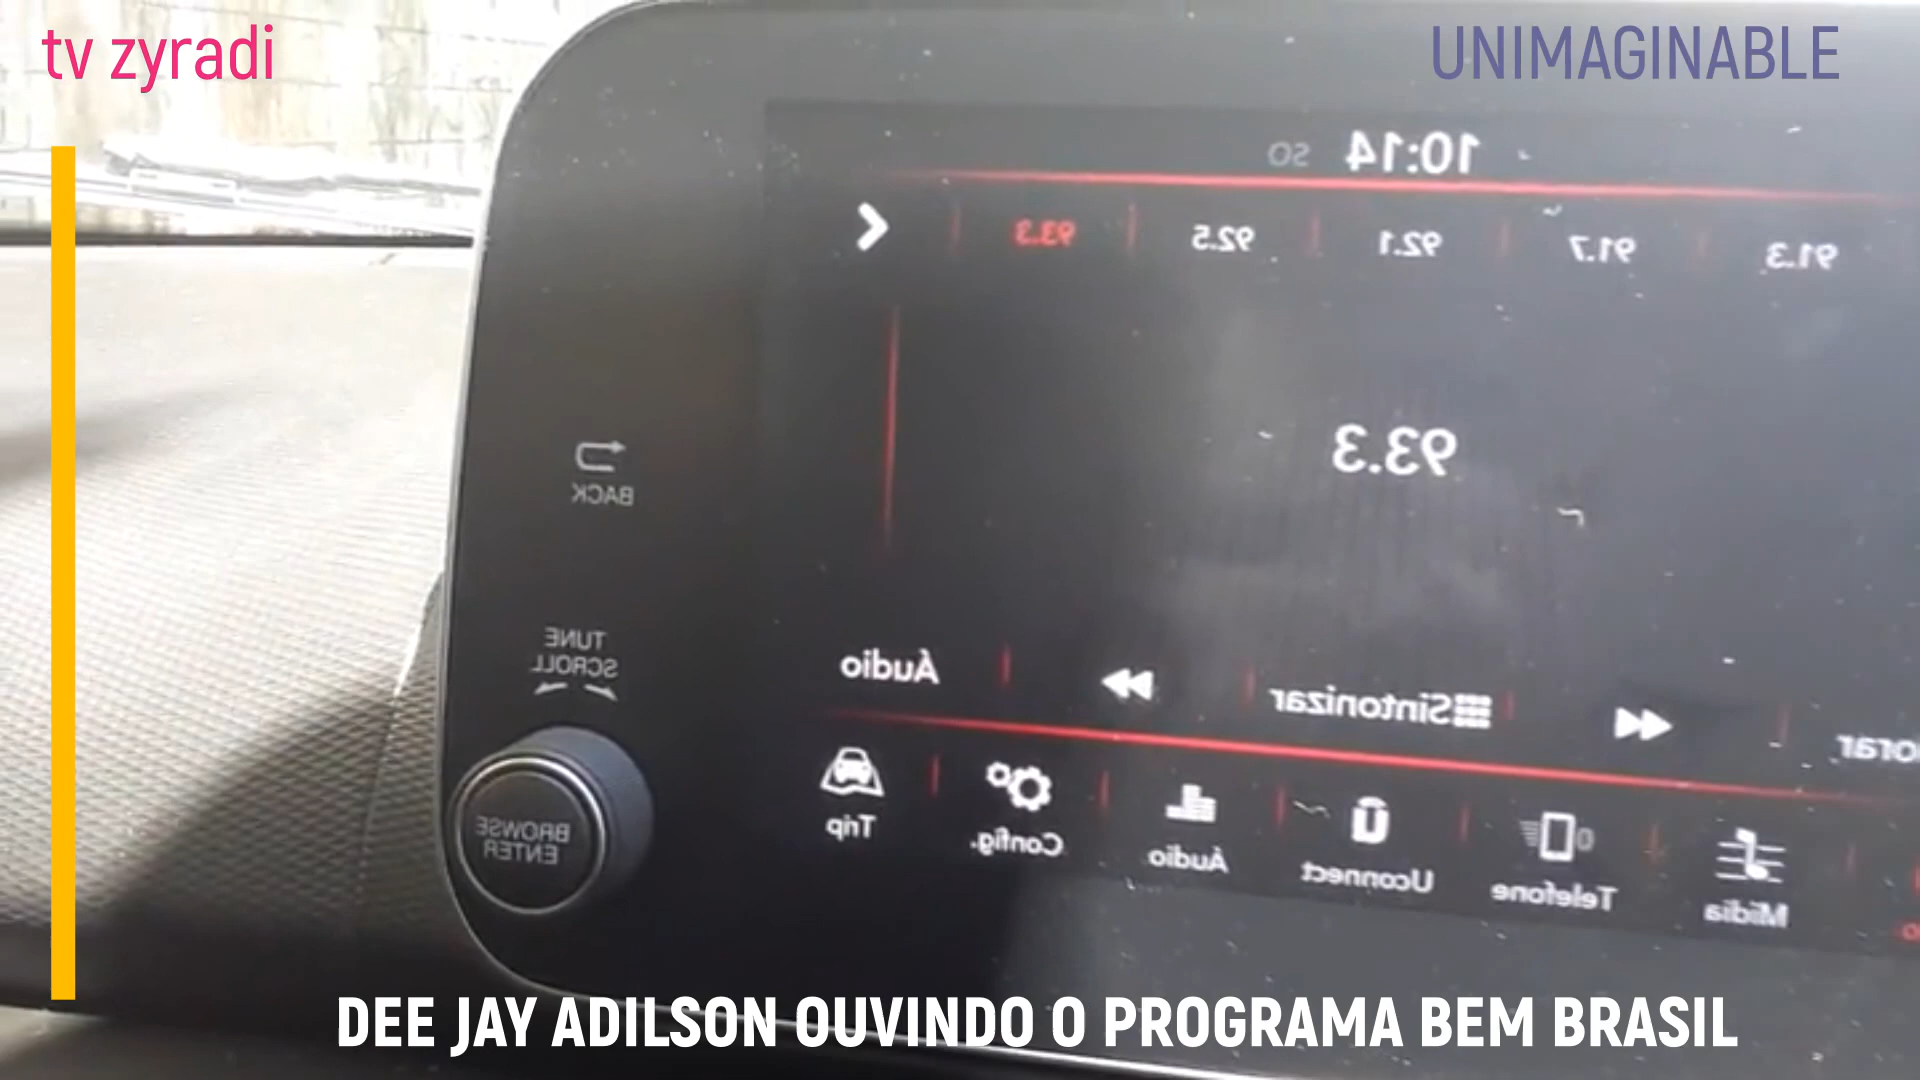 tv zyradi
UNIMAGINABLE
SO 10:14
93.3 92.5 92.1 91.7 91.3
93.3
BACK
TUNE
SCROLL
Áudio Sintonizar
BROWSE
ENTER
Trip Config. Áudio Uconnect Telefone Mídia
DEE JAY ADILSON OUVINDO O PROGRAMA BEM BRASIL